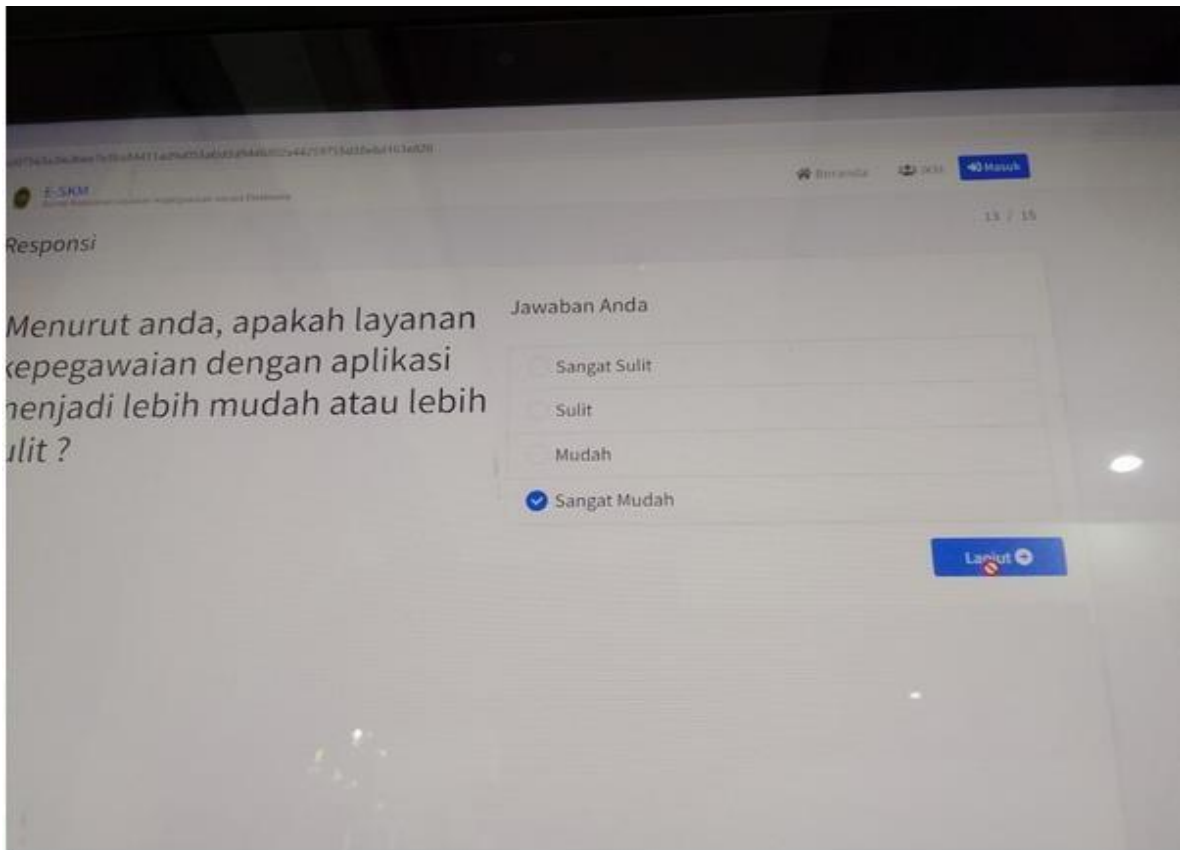 E-SKM
Beranda
Masuk
13 / 15
Responsi
Menurut anda, apakah layanan
kepegawaian dengan aplikasi
menjadi lebih mudah atau lebih
ulit ?
Jawaban Anda
Sangat Sulit
Sulit
Mudah
Sangat Mudah
Lanjut